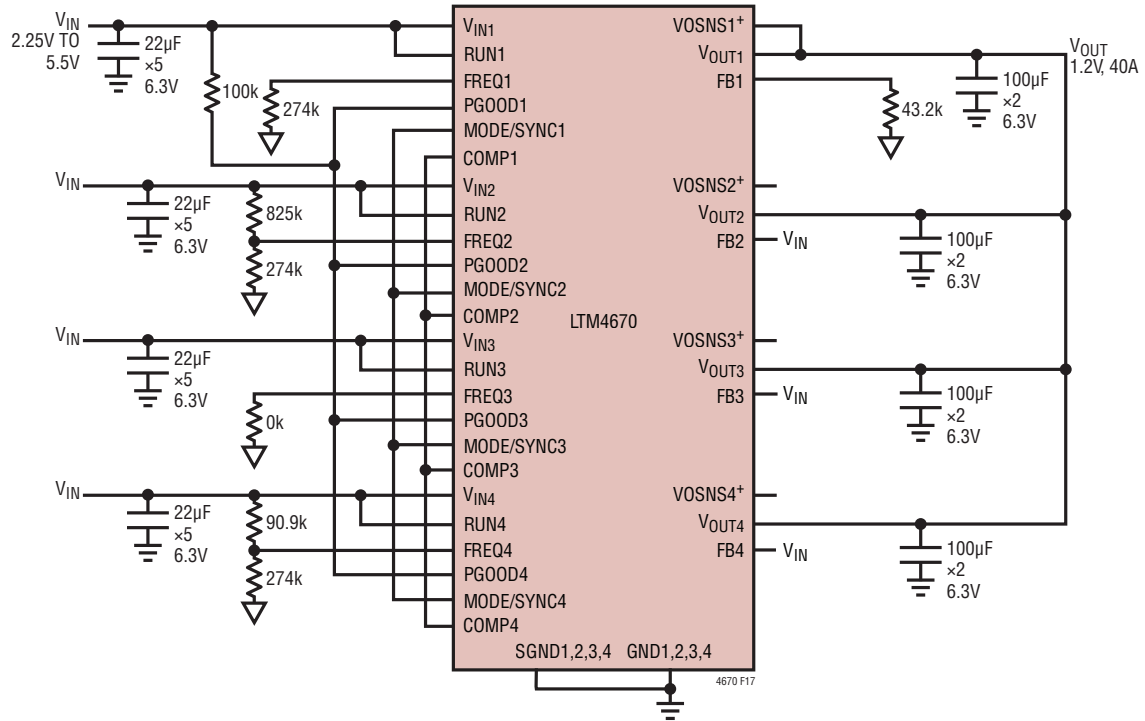 VIN
2.25V TO
5.5V
22µF
×5
6.3V
100k
274k
VIN
22µF
×5
6.3V
825k
274k
VIN
22µF
×5
6.3V
0k
VIN
22µF
×5
6.3V
90.9k
274k
VIN1
RUN1
FREQ1
PGOOD1
MODE/SYNC1
COMP1
VIN2
RUN2
FREQ2
PGOOD2
MODE/SYNC2
COMP2
VIN3
RUN3
FREQ3
PGOOD3
MODE/SYNC3
COMP3
VIN4
RUN4
FREQ4
PGOOD4
MODE/SYNC4
COMP4
LTM4670
SGND1,2,3,4 GND1,2,3,4
VOSNS1+
VOUT1
FB1
VOSNS2+
VOUT2
FB2
VOSNS3+
VOUT3
FB3
VOSNS4+
VOUT4
FB4
43.2k
100µF
×2
6.3V
VOUT
1.2V, 40A
VIN
100µF
×2
6.3V
VIN
100µF
×2
6.3V
VIN
100µF
×2
6.3V
4670 F17